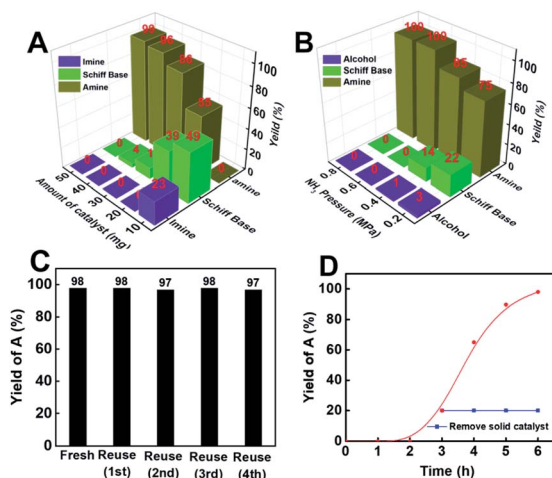 A
Imine
Schiff Base
Amine
0
4
39
49
0
0
0
0
1
23
100
80
60
40
20
0
Yeild (%)
50
40
30
20
10
Amount of catalyst (mg)
Imine
Schiff Base
amine
B
Alcohol
Schiff Base
Amine
100
100
85
75
0
0
14
22
0
0
1
3
100
80
60
40
20
0
Yeild (%)
0.8
0.6
0.4
0.2
NH3 Pressure (MPa)
Alcohol
Schiff Base
Amine
C
Yield of A (%)
100
80
60
40
20
0
98
98
97
98
97
Fresh
Reuse (1st)
Reuse (2nd)
Reuse (3rd)
Reuse (4th)
D
Yield of A (%)
100
80
60
40
20
0
Remove solid catalyst
0 1 2 3 4 5 6
Time (h)